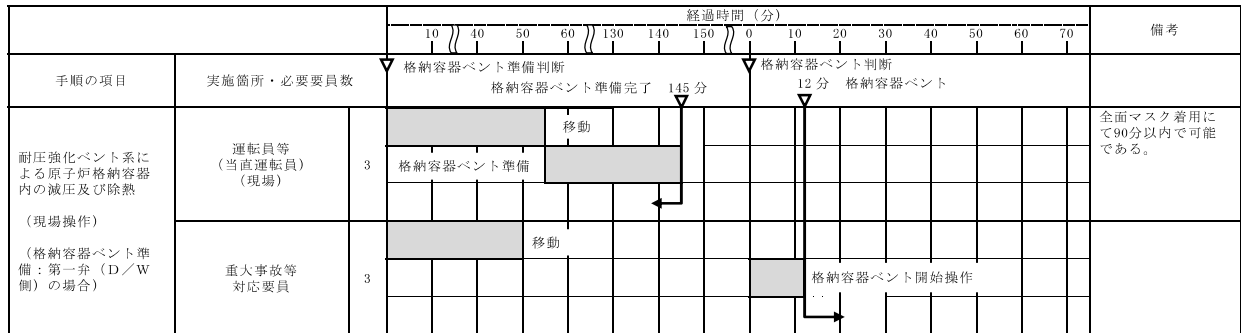 経過時間（分）
備考
10 40 50 60 130 140 150 0 10 20 30 40 50 60 70
手順の項目
実施箇所・必要要員数
格納容器ベント準備判断
格納容器ベント判断
格納容器ベント準備完了 145分
12分 格納容器ベント
耐圧強化ベント系に
よる原子炉格納容器
内の減圧及び除熱
（現場操作）
（格納容器ベント準
備：第一弁（D／W
側）の場合）
運転員等
（当直運転員）
（現場）
3
移動
格納容器ベント準備
全面マスク着用に
て90分以内で可能
である。
重大事故等
対応要員
3
移動
格納容器ベント開始操作